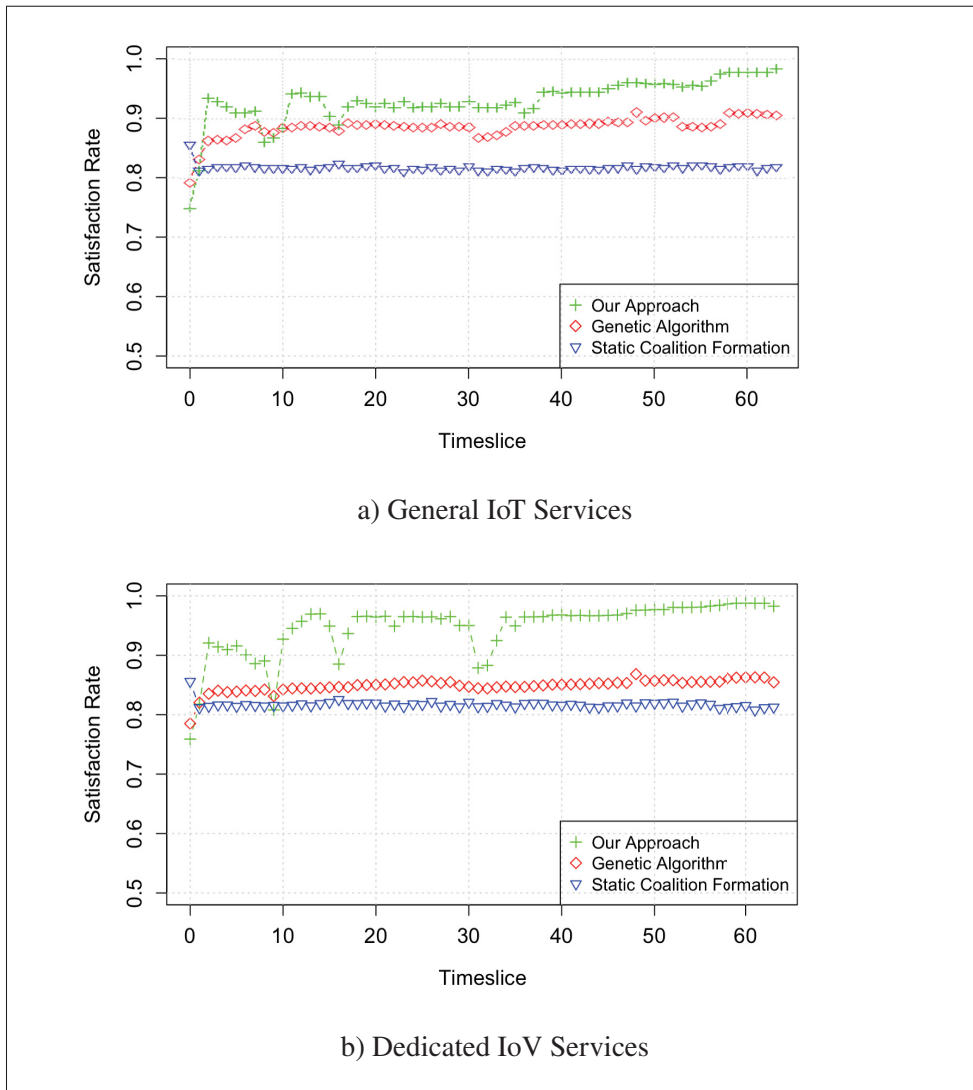 1.0
0.9
0.8
0.7
0.6
0.5
Satisfaction Rate
Our Approach
Genetic Algorithm
Static Coalition Formation
0 10 20 30 40 50 60
Timeslice
a) General IoT Services
1.0
0.9
0.8
0.7
0.6
0.5
Satisfaction Rate
Our Approach
Genetic Algorithm
Static Coalition Formation
0 10 20 30 40 50 60
Timeslice
b) Dedicated IoV Services